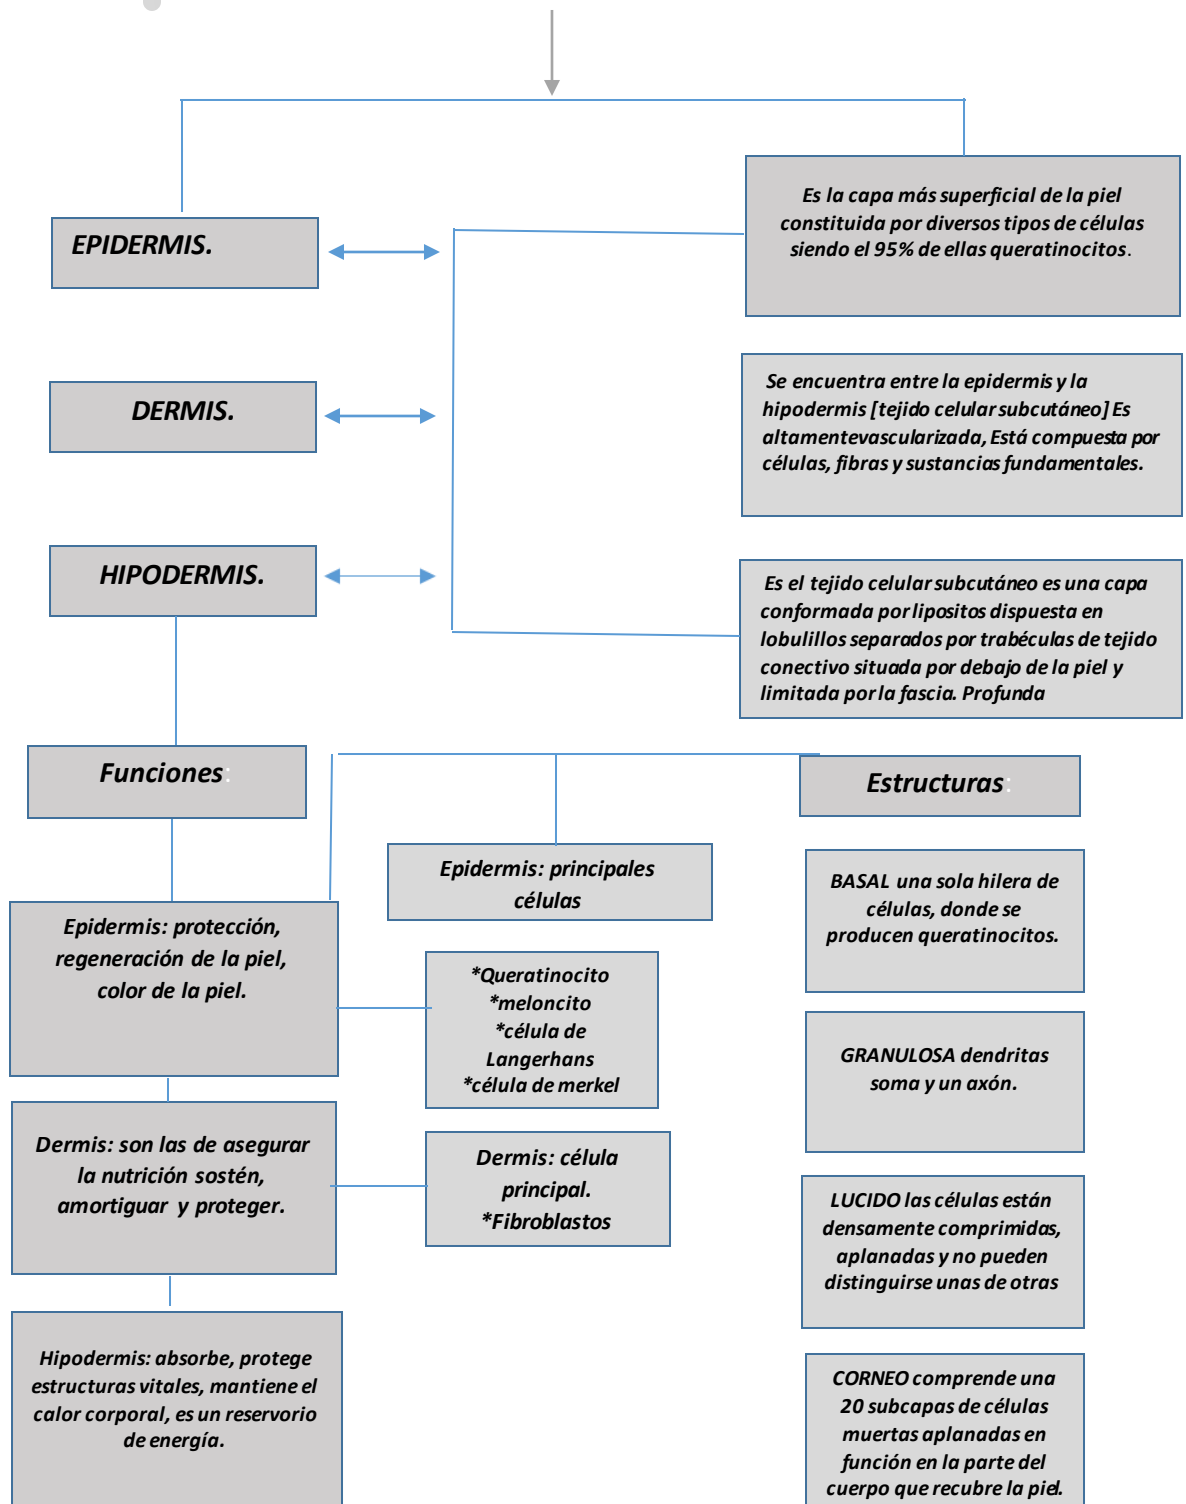 EPIDERMIS.
Es la capa más superficial de la piel
constituida por diversos tipos de células
siendo el 95% de ellas queratinocitos.
DERMIS.
Se encuentra entre la epidermis y la
hipodermis [tejido celular subcutáneo] Es
altamentevascularizada, Está compuesta por
células, fibras y sustancias fundamentales.
HIPODERMIS.
Es el tejido celular subcutáneo es una capa
conformada por lipositos dispuesta en
lobulillos separados por trabéculas de tejido
conectivo situada por debajo de la piel y
limitada por la fascia. Profunda
Funciones:
Epidermis: protección,
regeneración de la piel,
color de la piel.
Dermis: son las de asegurar
la nutrición sostén,
amortiguar y proteger.
Hipodermis: absorbe, protege
estructuras vitales, mantiene el
calor corporal, es un reservorio
de energía.
Epidermis: principales
células
*Queratinocito
*meloncito
*célula de
Langerhans
*célula de merkel
Dermis: célula
principal.
*Fibroblastos
Estructuras:
BASAL una sola hilera de
células, donde se
producen queratinocitos.
GRANULOSA dendritas
soma y un axón.
LUCIDO las células están
densamente comprimidas,
aplanadas y no pueden
distinguirse unas de otras
CORNEO comprende una
20 subcapas de células
muertas aplanadas en
función en la parte del
cuerpo que recubre la piel.